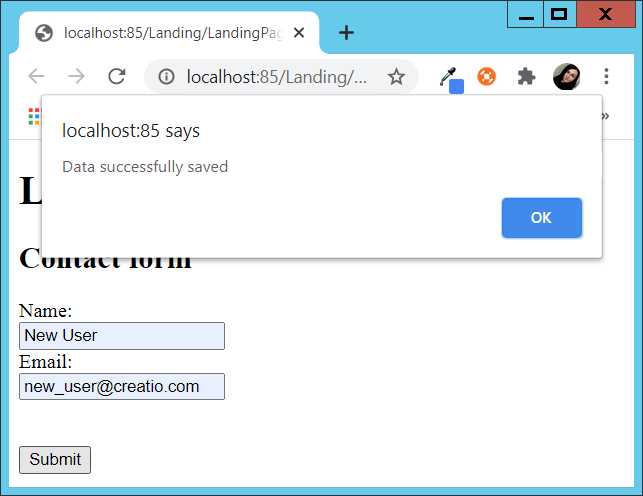 localhost:85/Landing/LandingPag
localhost:85/Landing/...
»
localhost:85 says
Data successfully saved
OK
L
Contact form
Name:
New User
Email:
new_user@creatio.com
Submit